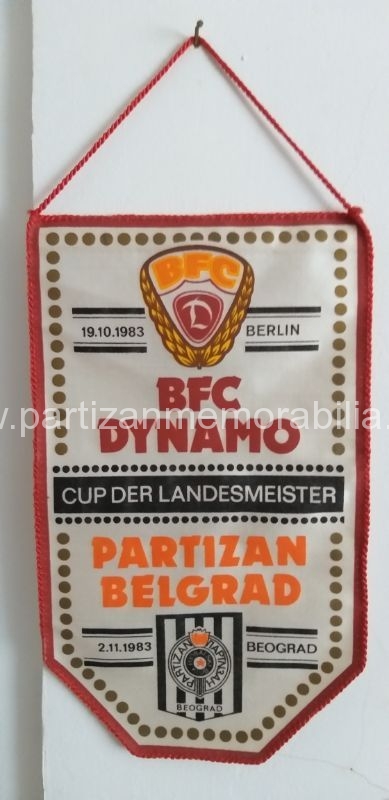 BFC
D
19.10.1983 BERLIN
BFC
DYNAMO
www.partizanmemorabilia.
CUP DER LANDESMEISTER
PARTIZAN
BELGRAD
2.11.1983 BEOGRAD
PARTIZAN ПАРТИЗАН
BEOGRAD